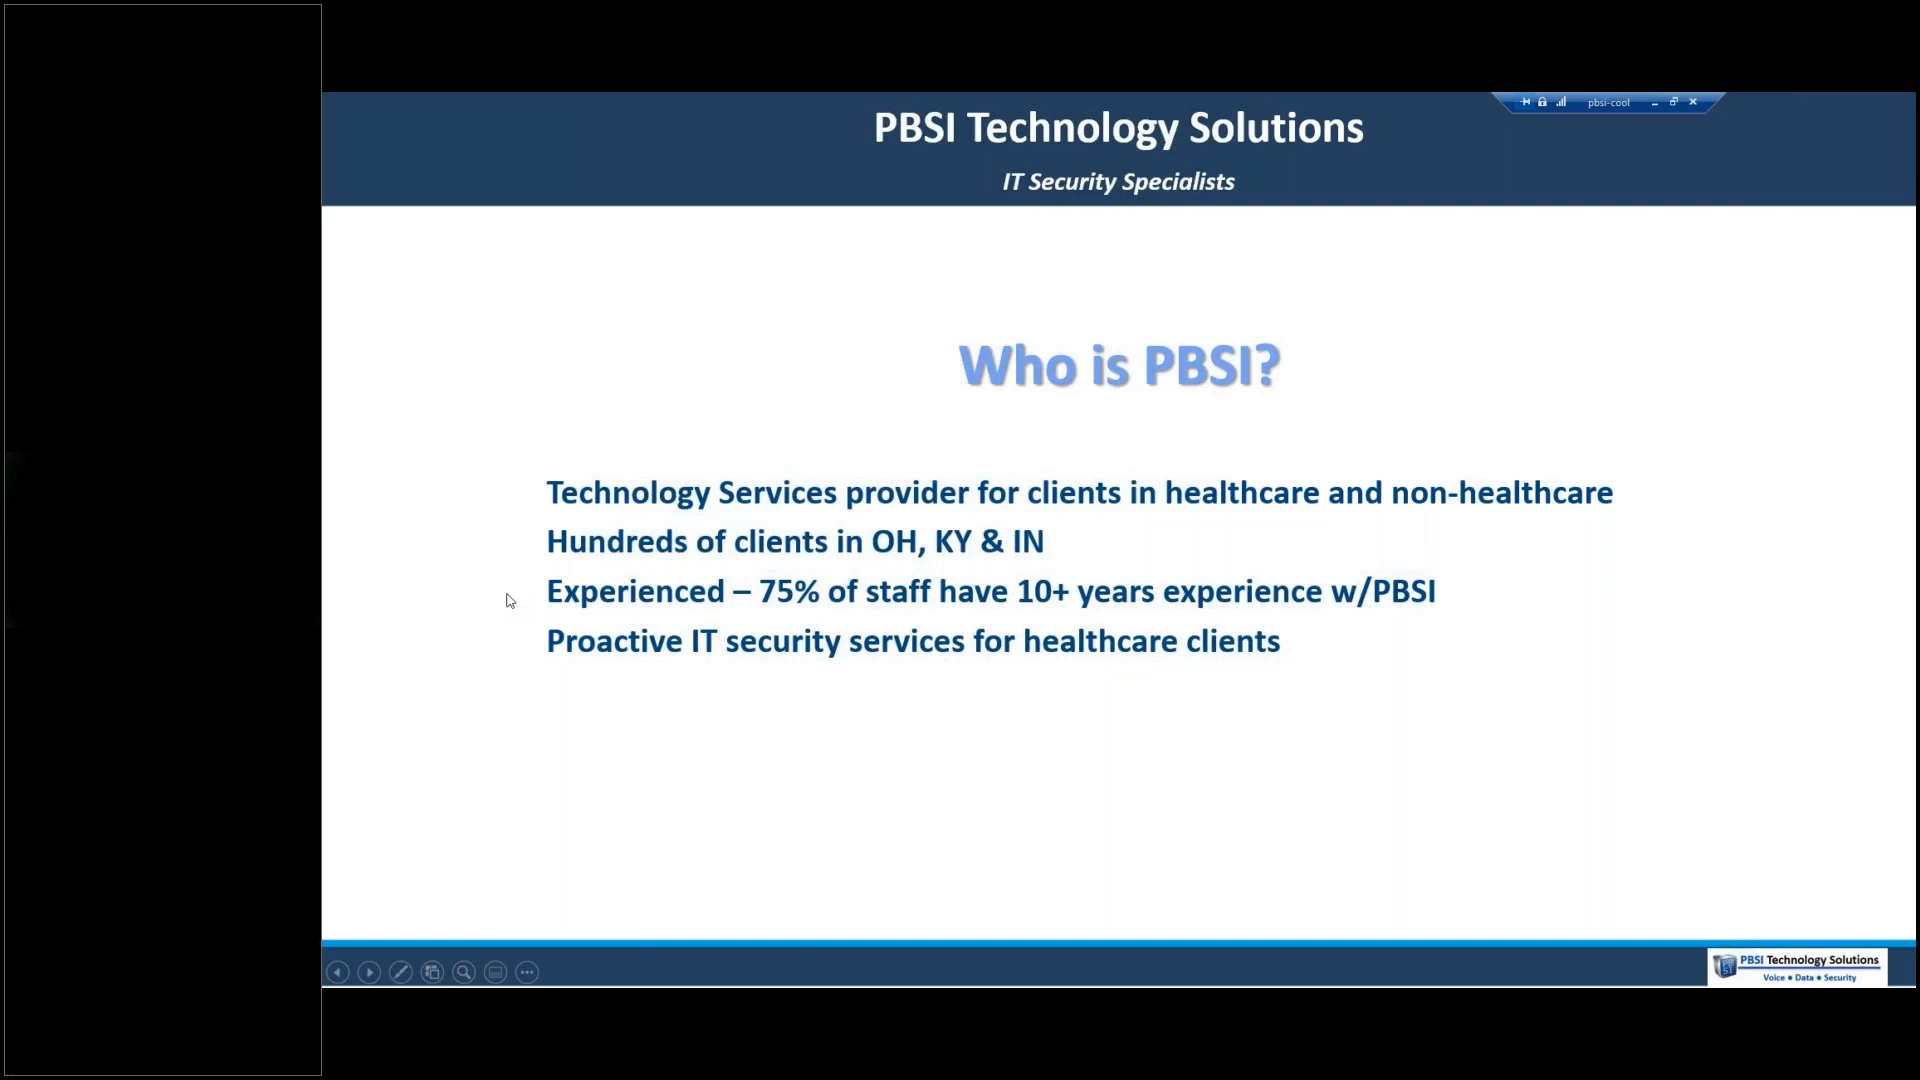 PBSI Technology Solutions
pbsi-cool
IT Security Specialists
Who is PBSI?
Technology Services provider for clients in healthcare and non-healthcare
Hundreds of clients in OH, KY & IN
Experienced – 75% of staff have 10+ years experience w/PBSI
Proactive IT security services for healthcare clients
PBSI Technology Solutions
Voice • Data • Security